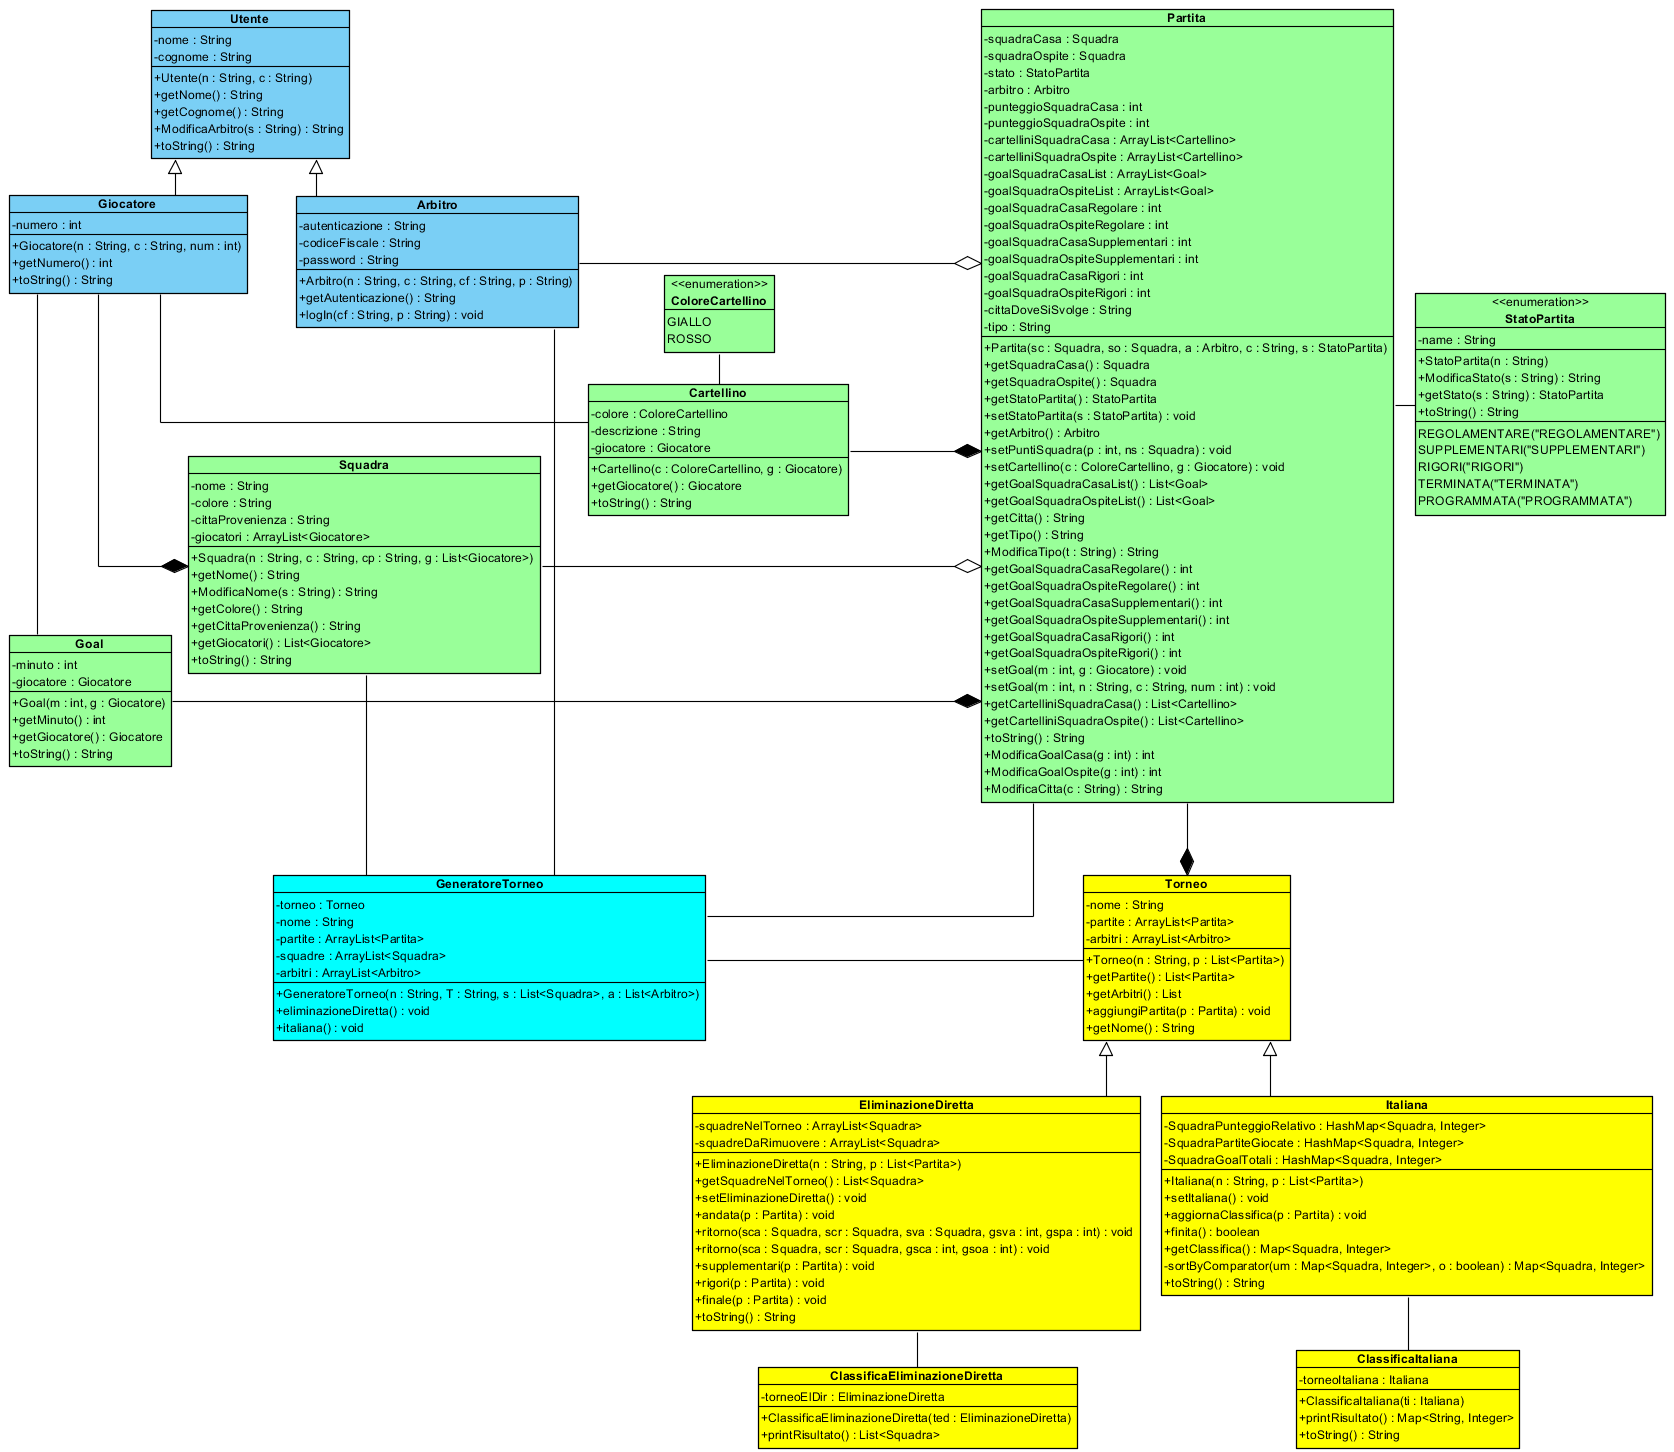 Utente
-nome : String
-cognome : String
+Utente(n : String, c : String)
+getNome() : String
+getCognome() : String
+ModificaArbitro(s : String) : String
+toString() : String
Giocatore
-numero : int
+Giocatore(n : String, c : String, num : int)
+getNumero() : int
+toString() : String
Arbitro
-autenticazione : String
-codiceFiscale : String
-password : String
+Arbitro(n : String, c : String, cf : String, p : String)
+getAutenticazione() : String
+logIn(cf : String, p : String) : void
<<enumeration>>
ColoreCartellino
GIALLO
ROSSO
Cartellino
-colore : ColoreCartellino
-descrizione : String
-giocatore : Giocatore
+Cartellino(c : ColoreCartellino, g : Giocatore)
+getGiocatore() : Giocatore
+toString() : String
Partita
-squadraCasa : Squadra
-squadraOspite : Squadra
-stato : StatoPartita
-arbitro : Arbitro
-punteggioSquadraCasa : int
-punteggioSquadraOspite : int
-cartelliniSquadraCasa : ArrayList<Cartellino>
-cartelliniSquadraOspite : ArrayList<Cartellino>
-goalSquadraCasaList : ArrayList<Goal>
-goalSquadraOspiteList : ArrayList<Goal>
-goalSquadraCasaRegolare : int
-goalSquadraOspiteRegolare : int
-goalSquadraCasaSupplementari : int
-goalSquadraOspiteSupplementari : int
-goalSquadraCasaRigori : int
-goalSquadraOspiteRigori : int
-cittaDoveSiSvolge : String
-tipo : String
+Partita(sc : Squadra, so : Squadra, a : Arbitro, c : String, s : StatoPartita)
+getSquadraCasa() : Squadra
+getSquadraOspite() : Squadra
+getStatoPartita() : StatoPartita
+setStatoPartita(s : StatoPartita) : void
+getArbitro() : Arbitro
+setPuntiSquadra(p : int, ns : Squadra) : void
+setCartellino(c : ColoreCartellino, g : Giocatore) : void
+getGoalSquadraCasaList() : List<Goal>
+getGoalSquadraOspiteList() : List<Goal>
+getCitta() : String
+getTipo() : String
+ModificaTipo(t : String) : String
+getGoalSquadraCasaRegolare() : int
+getGoalSquadraOspiteRegolare() : int
+getGoalSquadraCasaSupplementari() : int
+getGoalSquadraOspiteSupplementari() : int
+getGoalSquadraCasaRigori() : int
+getGoalSquadraOspiteRigori() : int
+setGoal(m : int, g : Giocatore) : void
+setGoal(m : int, n : String, c : String, num : int) : void
+getCartelliniSquadraCasa() : List<Cartellino>
+getCartelliniSquadraOspite() : List<Cartellino>
+toString() : String
+ModificaGoalCasa(g : int) : int
+ModificaGoalOspite(g : int) : int
+ModificaCitta(c : String) : String
<<enumeration>>
StatoPartita
-name : String
+StatoPartita(n : String)
+ModificaStato(s : String) : String
+getStato(s : String) : StatoPartita
+toString() : String
REGOLAMENTARE("REGOLAMENTARE")
SUPPLEMENTARI("SUPPLEMENTARI")
RIGORI("RIGORI")
TERMINATA("TERMINATA")
PROGRAMMATA("PROGRAMMATA")
Squadra
-nome : String
-colore : String
-cittaProvenienza : String
-giocatori : ArrayList<Giocatore>
+Squadra(n : String, c : String, cp : String, g : List<Giocatore>)
+getNome() : String
+ModificaNome(s : String) : String
+getColore() : String
+getCittaProvenienza() : String
+getGiocatori() : List<Giocatore>
+toString() : String
Goal
-minuto : int
-giocatore : Giocatore
+Goal(m : int, g : Giocatore)
+getMinuto() : int
+getGiocatore() : Giocatore
+toString() : String
GeneratoreTorneo
-torneo : Torneo
-nome : String
-partite : ArrayList<Partita>
-squadre : ArrayList<Squadra>
-arbitri : ArrayList<Arbitro>
+GeneratoreTorneo(n : String, T : String, s : List<Squadra>, a : List<Arbitro>)
+eliminazioneDiretta() : void
+italiana() : void
Torneo
-nome : String
-partite : ArrayList<Partita>
-arbitri : ArrayList<Arbitro>
+Torneo(n : String, p : List<Partita>)
+getPartite() : List<Partita>
+getArbitri() : List
+aggiungiPartita(p : Partita) : void
+getNome() : String
EliminazioneDiretta
-squadreNelTorneo : ArrayList<Squadra>
-squadreDaRimuovere : ArrayList<Squadra>
+EliminazioneDiretta(n : String, p : List<Partita>)
+getSquadreNelTorneo() : List<Squadra>
+setEliminazioneDiretta() : void
+andata(p : Partita) : void
+ritorno(sca : Squadra, scr : Squadra, sva : Squadra, gsva : int, gspa : int) : void
+ritorno(sca : Squadra, scr : Squadra, gsca : int, gsoa : int) : void
+supplementari(p : Partita) : void
+rigori(p : Partita) : void
+finale(p : Partita) : void
+toString() : String
Italiana
-SquadraPunteggioRelativo : HashMap<Squadra, Integer>
-SquadraPartiteGiocate : HashMap<Squadra, Integer>
-SquadraGoalTotali : HashMap<Squadra, Integer>
+Italiana(n : String, p : List<Partita>)
+setItaliana() : void
+aggiornaClassifica(p : Partita) : void
+finita() : boolean
+getClassifica() : Map<Squadra, Integer>
-sortByComparator(um : Map<Squadra, Integer>, o : boolean) : Map<Squadra, Integer>
+toString() : String
ClassificaEliminazioneDiretta
-torneoElDir : EliminazioneDiretta
+ClassificaEliminazioneDiretta(ted : EliminazioneDiretta)
+printRisultato() : List<Squadra>
ClassificaItaliana
-torneoItaliana : Italiana
+ClassificaItaliana(ti : Italiana)
+printRisultato() : Map<String, Integer>
+toString() : String